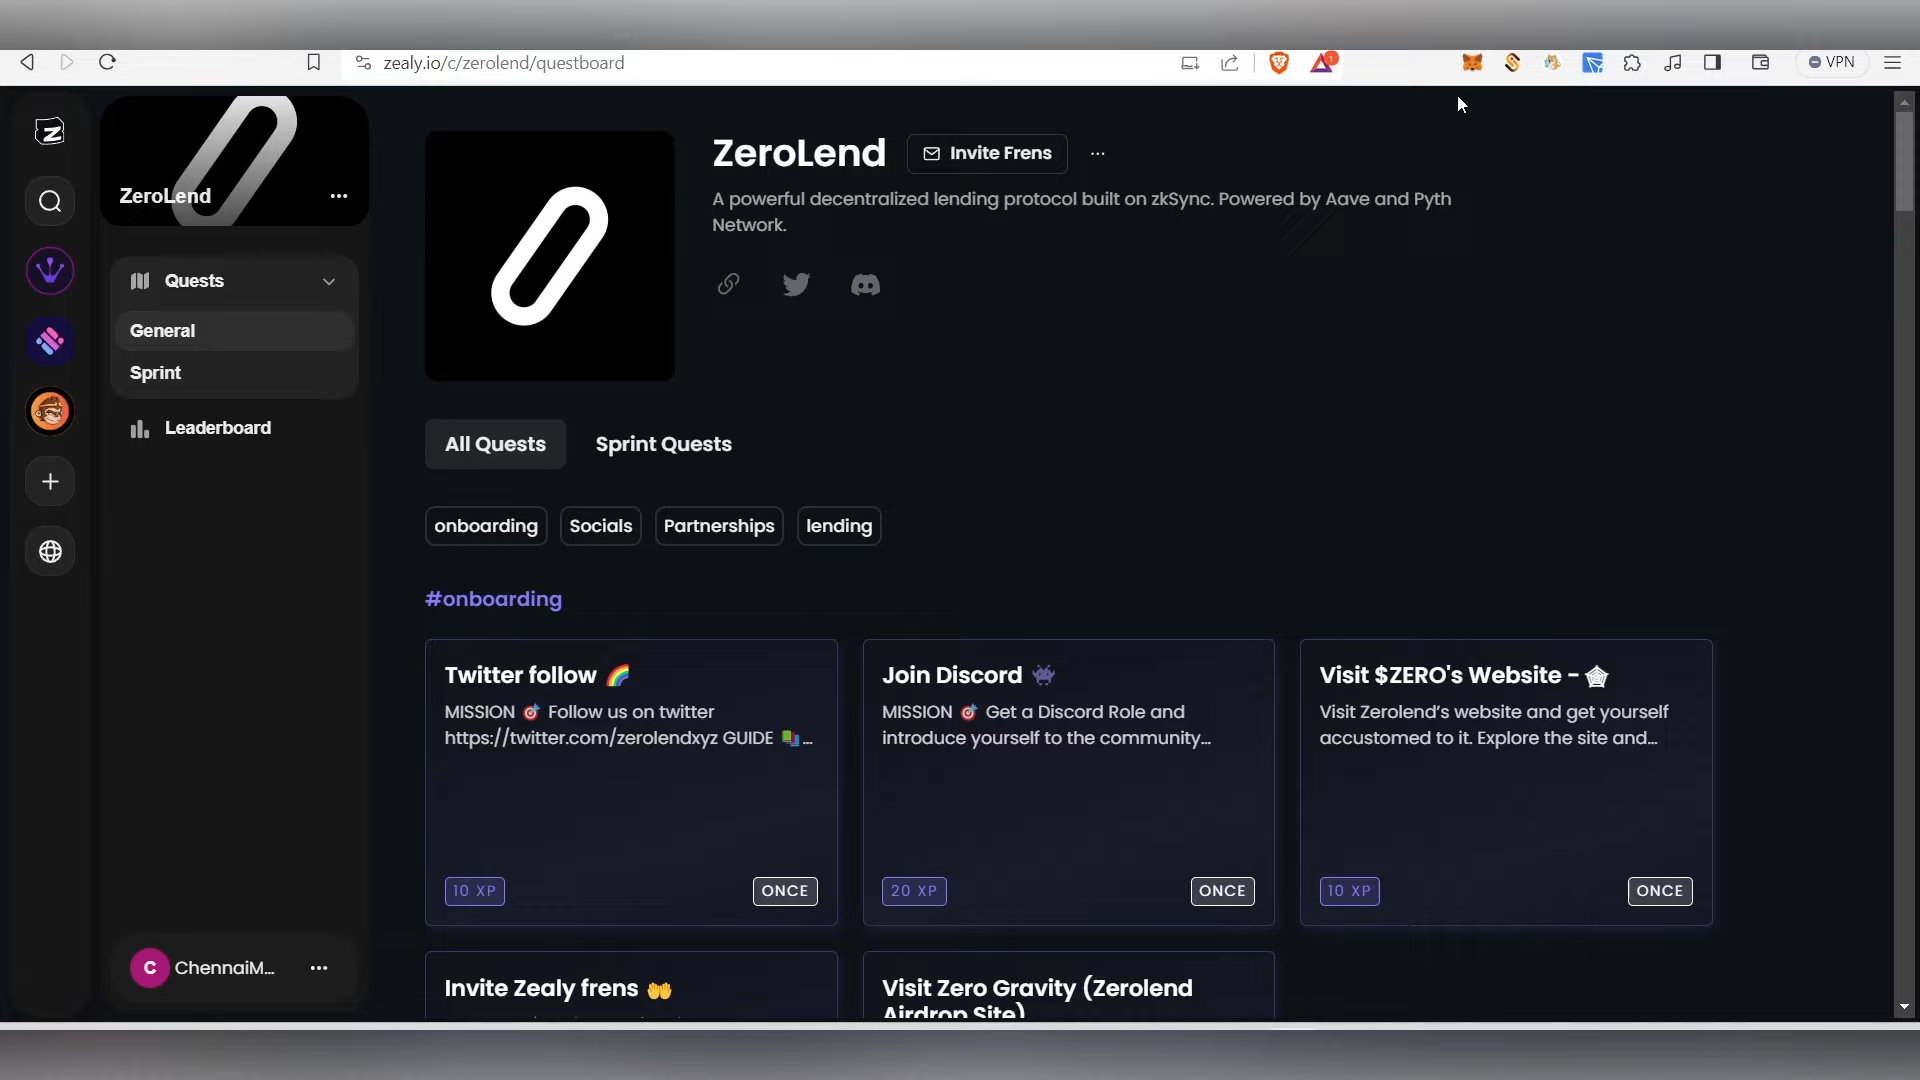 zealy.io/c/zerolend/questboard
1
VPN
ZeroLend
Quests
General
Sprint
Leaderboard
C
ChennaiM...
ZeroLend
Invite Frens
A powerful decentralized lending protocol built on zkSync. Powered by Aave and Pyth
Network.
All Quests
Sprint Quests
onboarding
Socials
Partnerships
lending
#onboarding
Twitter follow 🌈
MISSION 🎯 Follow us on twitter
https://twitter.com/zerolendxyz GUIDE 📚...
10 XP
ONCE
Join Discord 👾
MISSION 🎯 Get a Discord Role and
introduce yourself to the community...
20 XP
ONCE
Visit $ZERO's Website - 🕸
Visit Zerolend’s website and get yourself
accustomed to it. Explore the site and...
10 XP
ONCE
Invite Zealy frens 🤲
Visit Zero Gravity (Zerolend
Airdrop Site)